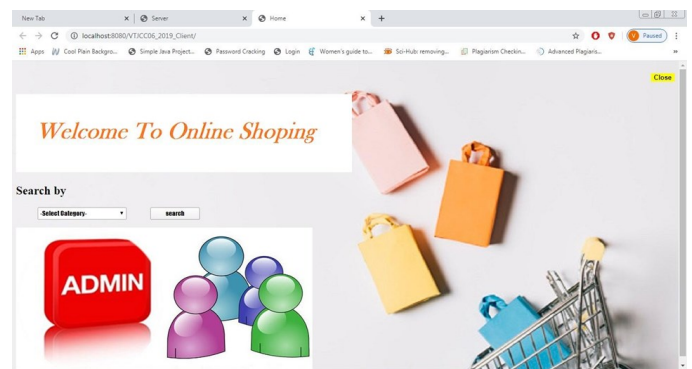 New Tab
Server
Home
localhost:8080/VTJCC06_2019_Client/
Paused
Apps
Cool Plain Backgro...
Simple Java Project...
Password Cracking
Login
Women's guide to...
Sci-Hub: removing...
Plagiarism Checkin...
Advanced Plagiaris...
Close
Welcome To Online Shoping
Search by
-Select Category-
search
ADMIN